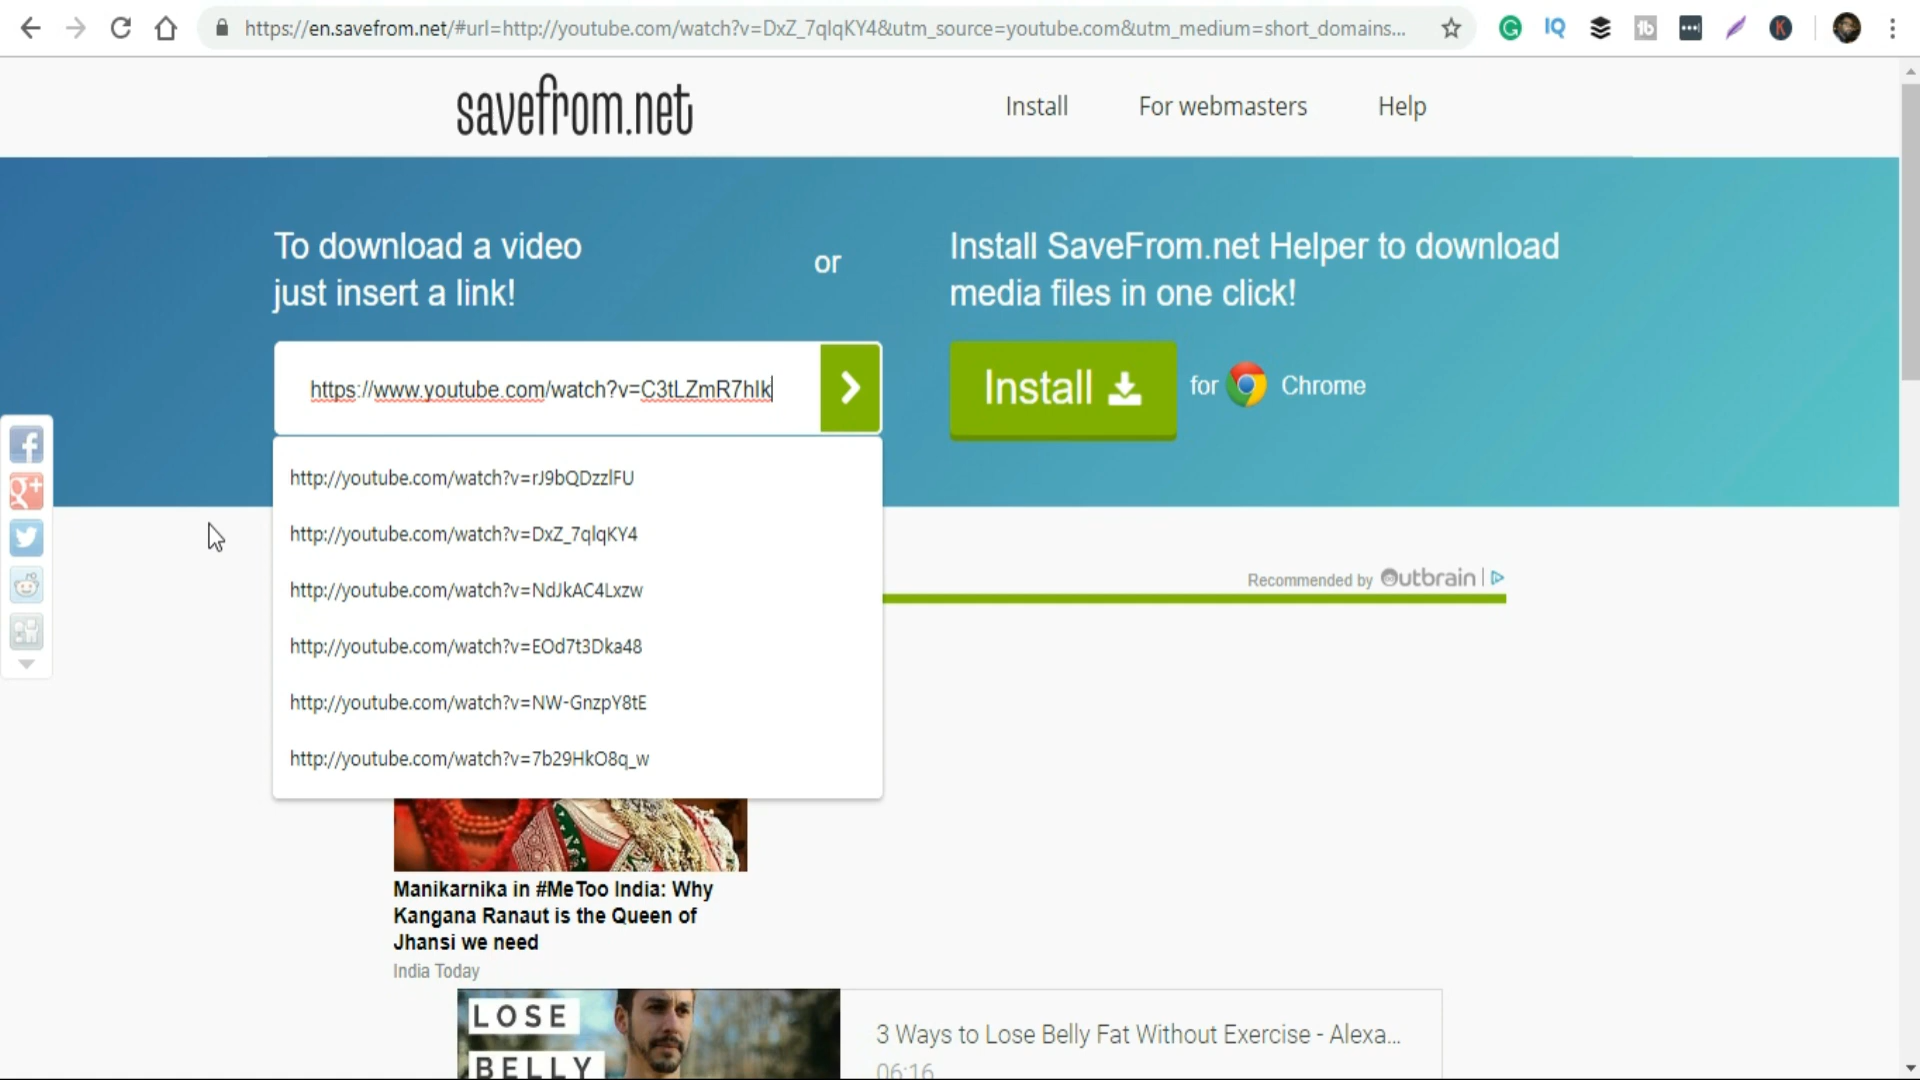 https://en.savefrom.net/#url=http://youtube.com/watch?v=DxZ_7qlqKY4&utm_source=youtube.com&utm_medium=short_domains...
savefrom.net
Install
For webmasters
Help
To download a video
just insert a link!
or
Install SaveFrom.net Helper to download
media files in one click!
https://www.youtube.com/watch?v=C3tLZmR7hIk
Install
for
Chrome
http://youtube.com/watch?v=rJ9bQDzzlFU
http://youtube.com/watch?v=DxZ_7qlqKY4
http://youtube.com/watch?v=NdJkAC4Lxzw
http://youtube.com/watch?v=EOd7t3Dka48
http://youtube.com/watch?v=NW-GnzpY8tE
http://youtube.com/watch?v=7b29HkO8q_w
Recommended by Outbrain
Manikarnika in #MeToo India: Why
Kangana Ranaut is the Queen of
Jhansi we need
India Today
LOSE
BELLY
3 Ways to Lose Belly Fat Without Exercise - Alexa...
06:16